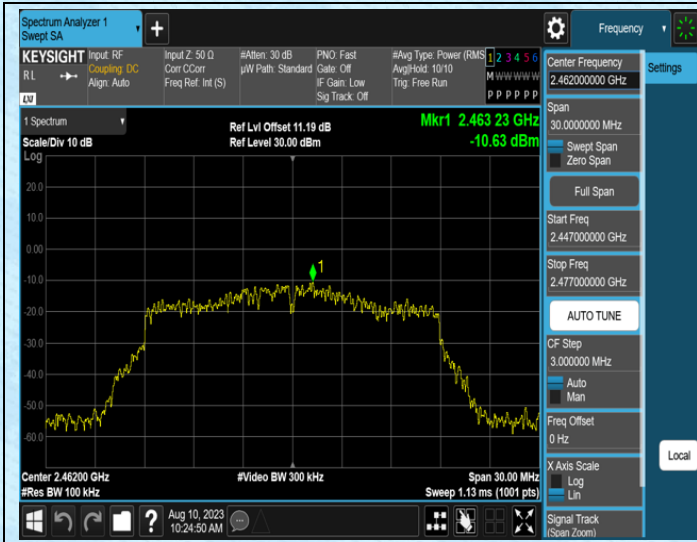 Spectrum Analyzer 1
Swept SA
Frequency
KEYSIGHT
RL
LXI
Input: RF
Coupling: DC
Align: Auto
Input Z: 50 Ω
Corr CCorr
Freq Ref: Int (S)
#Atten: 30 dB
µW Path: Standard
PNO: Fast
Gate: Off
IF Gain: Low
Sig Track: Off
#Avg Type: Power (RMS
Avg|Hold: 10/10
Trig: Free Run
1 2 3 4 5 6
M W W W W W
P P P P P P
1 Spectrum
Scale/Div 10 dB
Log
Ref Lvl Offset 11.19 dB
Ref Level 30.00 dBm
Mkr1 2.463 23 GHz
-10.63 dBm
20.0
10.0
0.00
-10.0
-20.0
-30.0
-40.0
-50.0
-60.0
1
Center 2.46200 GHz
#Res BW 100 kHz
#Video BW 300 kHz
Span 30.00 MHz
Sweep 1.13 ms (1001 pts)
?
Aug 10, 2023
10:24:50 AM
Center Frequency
2.462000000 GHz
Span
30.0000000 MHz
Swept Span
Zero Span
Full Span
Start Freq
2.447000000 GHz
Stop Freq
2.477000000 GHz
AUTO TUNE
CF Step
3.000000 MHz
Auto
Man
Freq Offset
0 Hz
X Axis Scale
Log
Lin
Signal Track
(Span Zoom)
Settings
Local